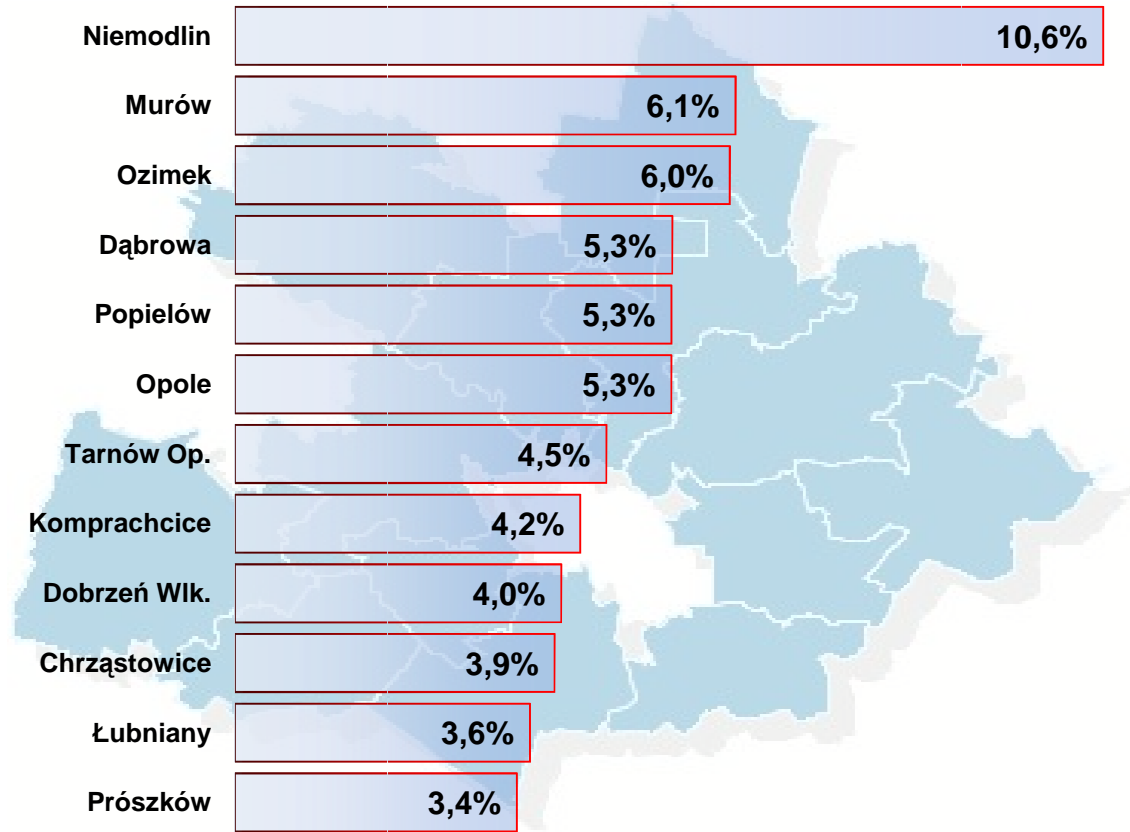 Niemodlin 10,6%
Murów 6,1%
Ozimek 6,0%
Dąbrowa 5,3%
Popielów 5,3%
Opole 5,3%
Tarnów Op. 4,5%
Komprachcice 4,2%
Dobrzeń Wlk. 4,0%
Chrząstowice 3,9%
Łubniany 3,6%
Prószków 3,4%